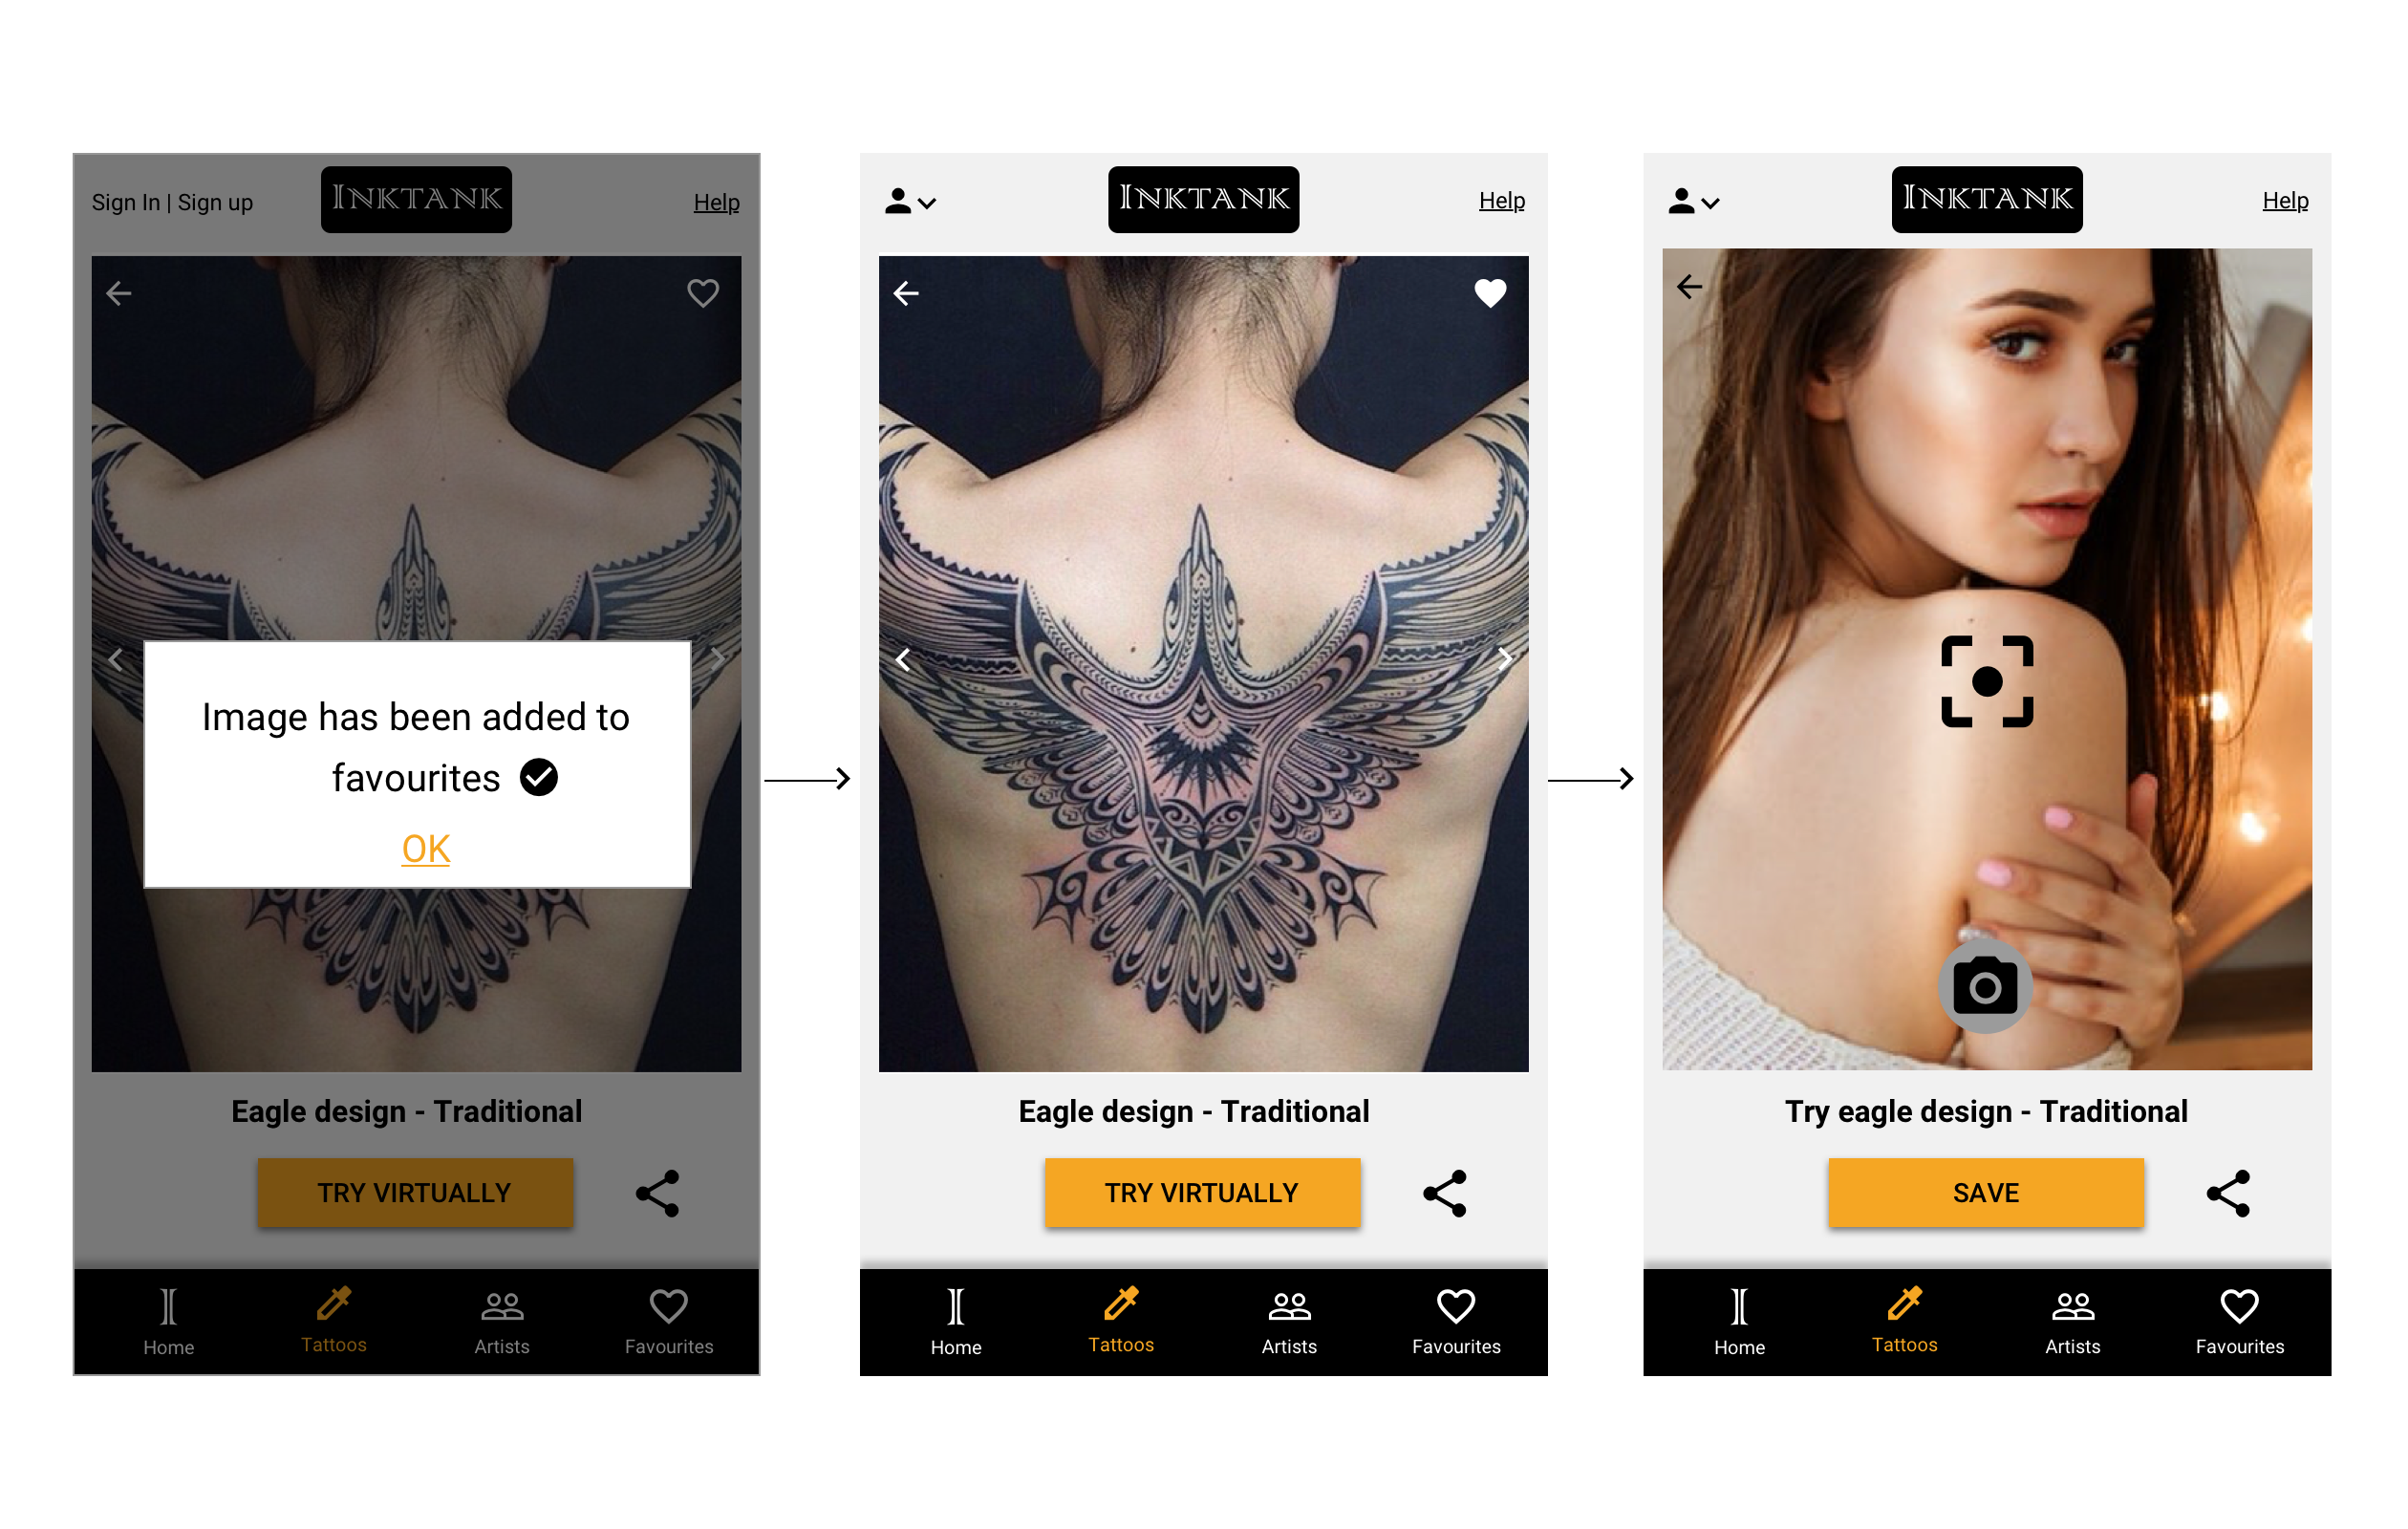 Sign In | Sign up
INKTANK
Help
Image has been added to
favourites
OK
Eagle design - Traditional
TRY VIRTUALLY
Home
Tattoos
Artists
Favourites
INKTANK
Help
Eagle design - Traditional
TRY VIRTUALLY
Home
Tattoos
Artists
Favourites
INKTANK
Help
Try eagle design - Traditional
SAVE
Home
Tattoos
Artists
Favourites